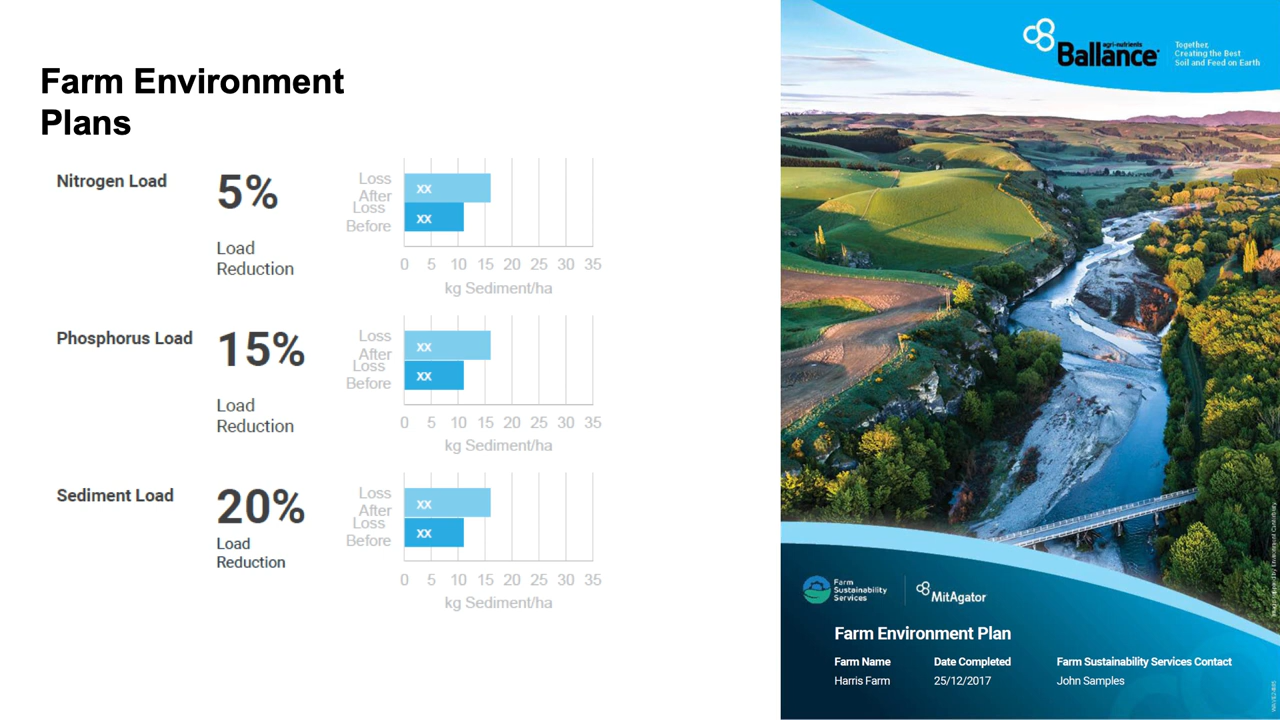 Farm Environment
Plans
Nitrogen Load
5%
Load
Reduction
Loss
After
Loss
Before
xx
xx
0 5 10 15 20 25 30 35
kg Sediment/ha
Phosphorus Load
15%
Load
Reduction
Loss
After
Loss
Before
xx
xx
0 5 10 15 20 25 30 35
kg Sediment/ha
Sediment Load
20%
Load
Reduction
Loss
After
Loss
Before
xx
xx
0 5 10 15 20 25 30 35
kg Sediment/ha
agri-nutrients
Ballance
Together,
Creating the Best
Soil and Feed on Earth
Farm
Sustainability
Services
MitAgator
Farm Environment Plan
Farm Name Date Completed Farm Sustainability Services Contact
Harris Farm 25/12/2017 John Samples